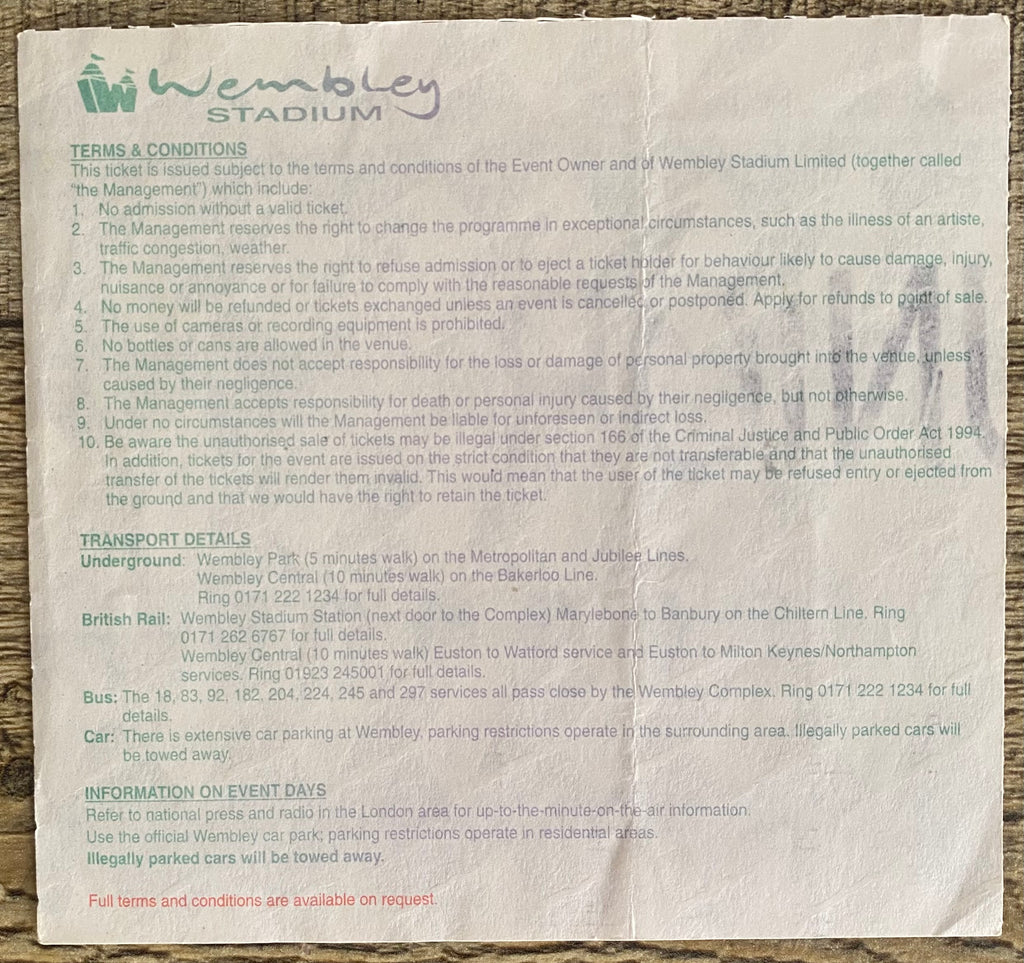 Wembley
STADIUM
TERMS & CONDITIONS
This ticket is issued subject to the terms and conditions of the Event Owner and of Wembley Stadium Limited (together called
"the Management") which include:
1. No admission without a valid ticket.
2. The Management reserves the right to change the programme in exceptional circumstances, such as the illness of an artiste,
traffic congestion, weather.
3. The Management reserves the right to refuse admission or to eject a ticket holder for behaviour likely to cause damage, injury,
nuisance or annoyance or for failure to comply with the reasonable requests of the Management.
4. No money will be refunded or tickets exchanged unless an event is cancelled or postponed. Apply for refunds to point of sale.
5. The use of cameras or recording equipment is prohibited.
6. No bottles or cans are allowed in the venue.
7. The Management does not accept responsibility for the loss or damage of personal property brought into the venue, unless
caused by their negligence.
8. The Management accepts responsibility for death or personal injury caused by their negligence, but not otherwise.
9. Under no circumstances will the Management be liable for unforeseen or indirect loss.
10. Be aware the unauthorised sale of tickets may be illegal under section 166 of the Criminal Justice and Public Order Act 1994.
In addition, tickets for the event are issued on the strict condition that they are not transferable and that the unauthorised
transfer of the tickets will render them invalid. This would mean that the user of the ticket may be refused entry or ejected from
the ground and that we would have the right to retain the ticket.
TRANSPORT DETAILS
Underground: Wembley Park (5 minutes walk) on the Metropolitan and Jubilee Lines.
Wembley Central (10 minutes walk) on the Bakerloo Line.
Ring 0171 222 1234 for full details.
British Rail: Wembley Stadium Station (next door to the Complex) Marylebone to Banbury on the Chiltern Line. Ring
0171 262 6767 for full details.
Wembley Central (10 minutes walk) Euston to Watford service and Euston to Milton Keynes/Northampton
services. Ring 01923 245001 for full details.
Bus: The 18, 83, 92, 182, 204, 224, 245 and 297 services all pass close by the Wembley Complex. Ring 0171 222 1234 for full
details.
Car: There is extensive car parking at Wembley, parking restrictions operate in the surrounding area. Illegally parked cars will
be towed away.
INFORMATION ON EVENT DAYS
Refer to national press and radio in the London area for up-to-the-minute-on-the-air information.
Use the official Wembley car park; parking restrictions operate in residential areas.
Illegally parked cars will be towed away.
Full terms and conditions are available on request.